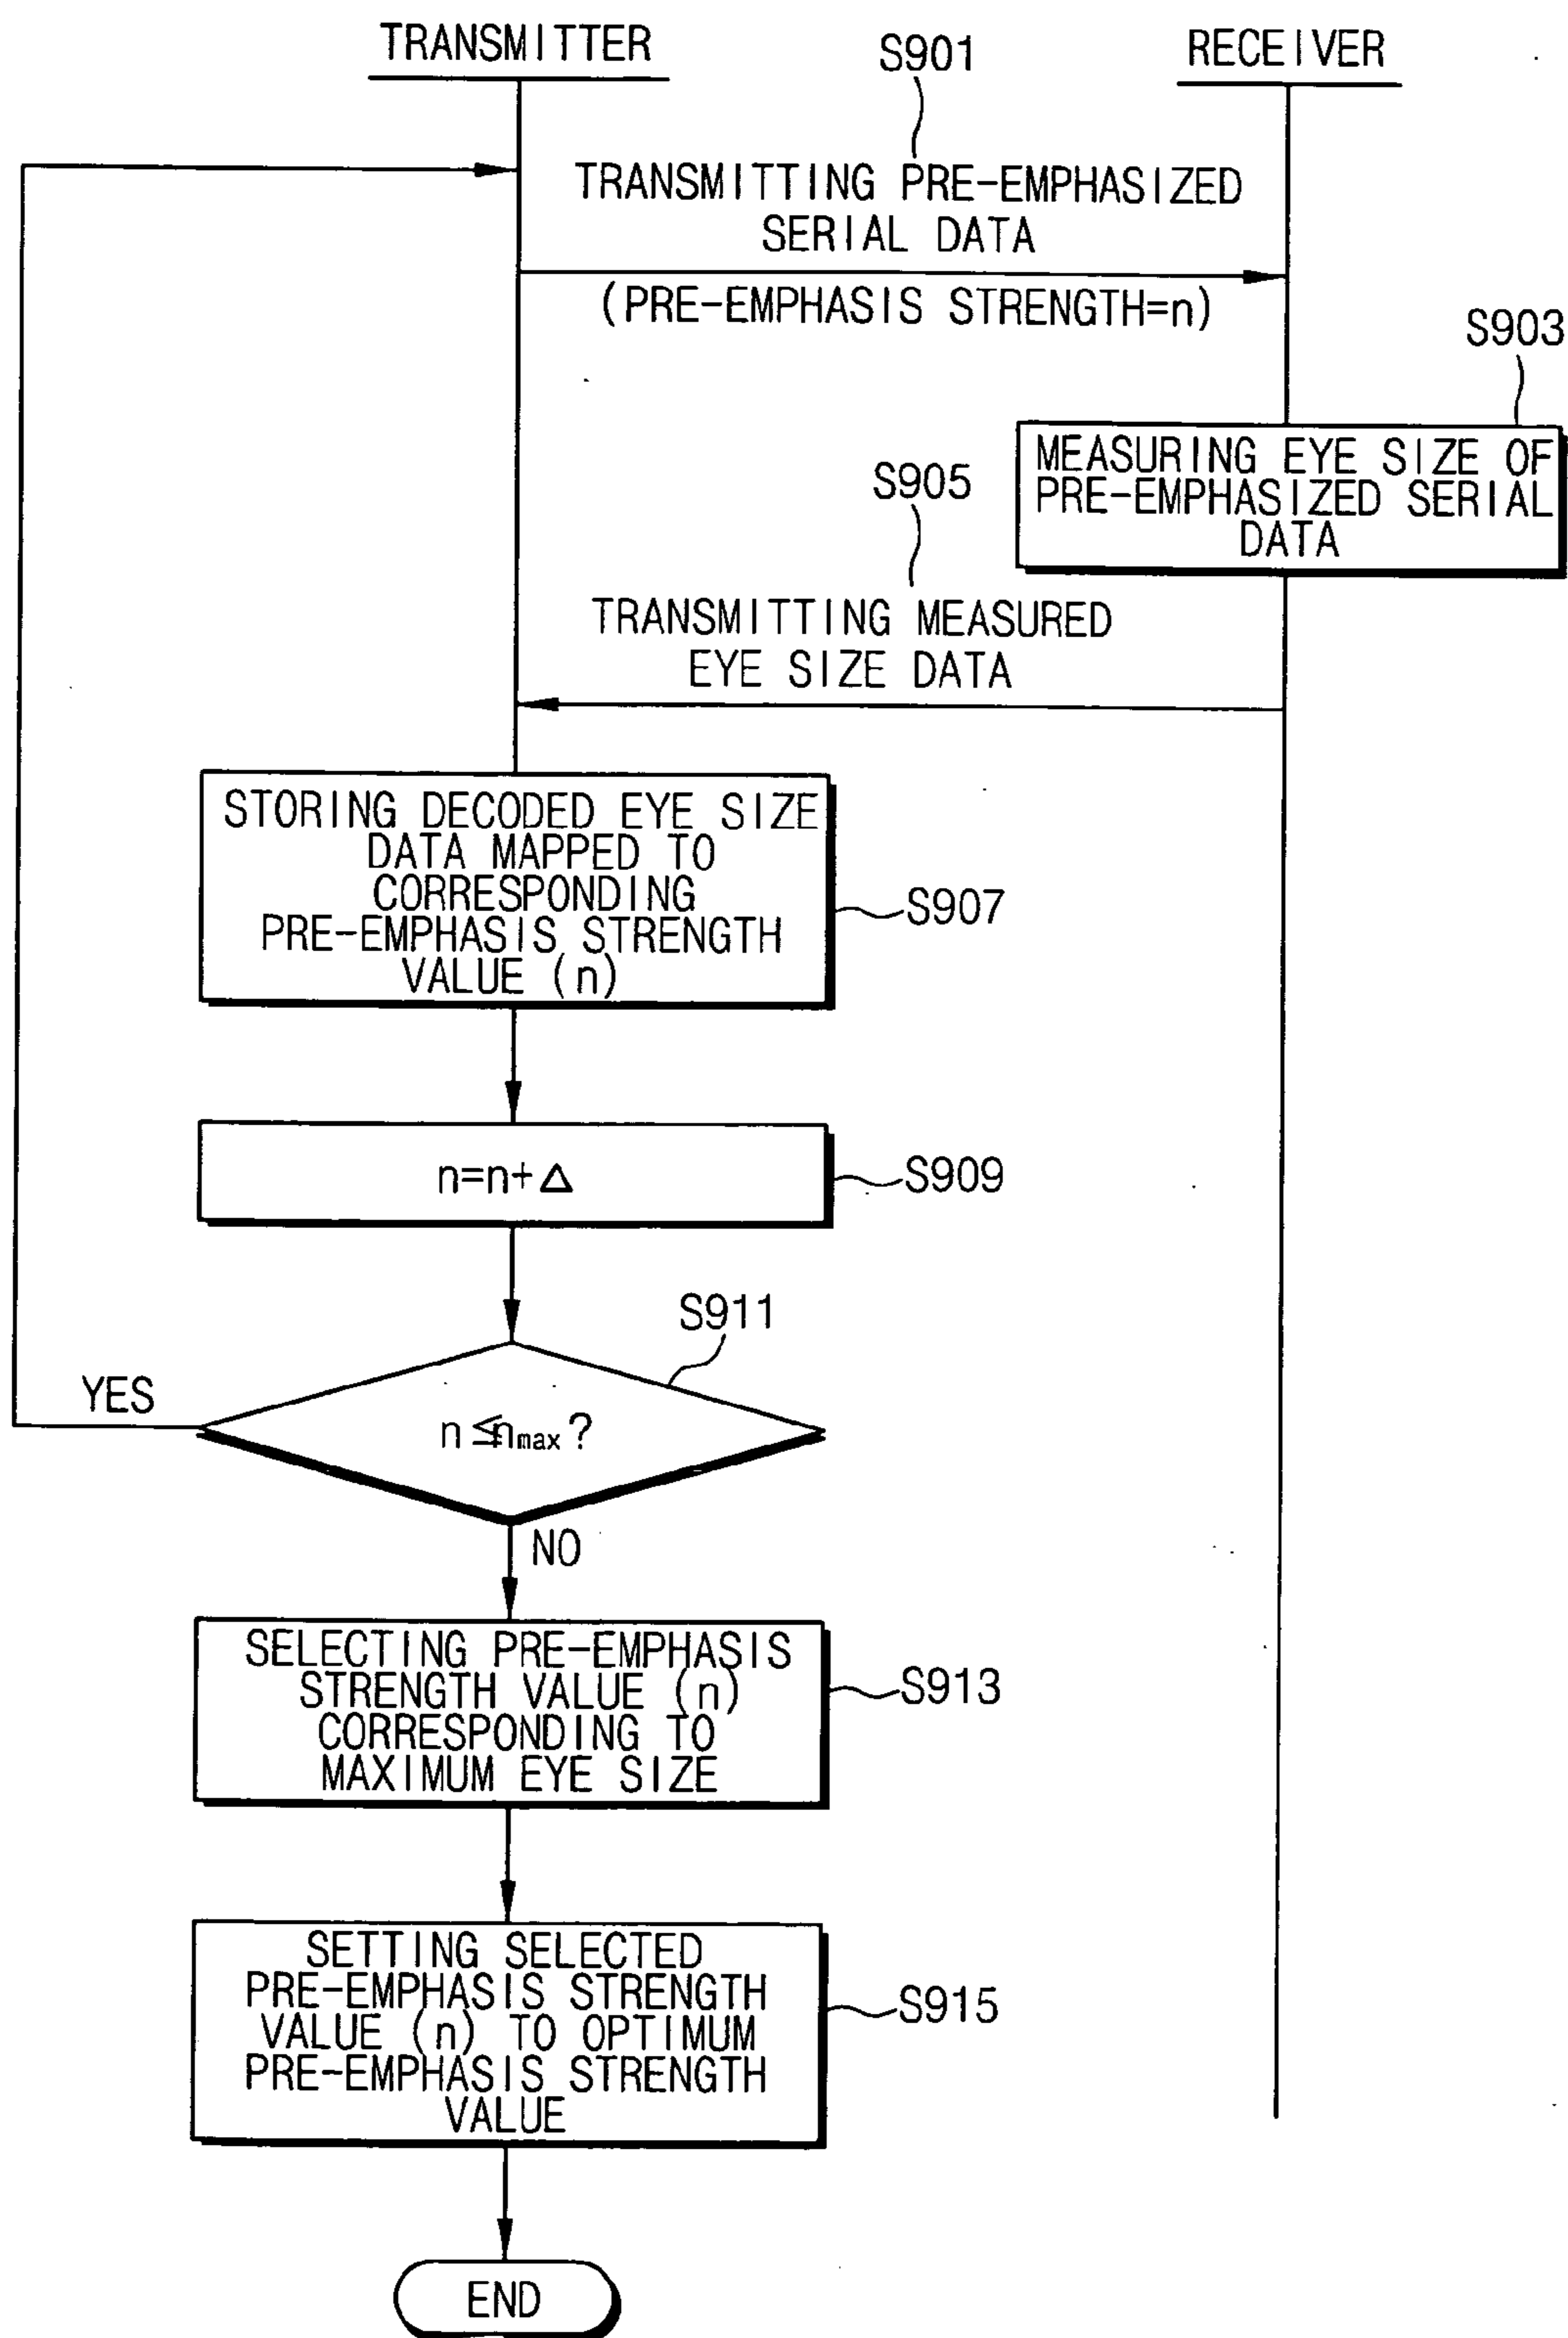 TRANSMITTER
S901
RECEIVER
TRANSMITTING PRE-EMPHASIZED
SERIAL DATA
(PRE-EMPHASIS STRENGTH=n)
S903
MEASURING EYE SIZE OF
PRE-EMPHASIZED SERIAL
DATA
S905
TRANSMITTING MEASURED
EYE SIZE DATA
STORING DECODED EYE SIZE
DATA MAPPED TO
CORRESPONDING
PRE-EMPHASIS STRENGTH
VALUE (n)
S907
n=n+△
S909
S911
YES
n≤nmax?
NO
SELECTING PRE-EMPHASIS
STRENGTH VALUE (n)
CORRESPONDING TO
MAXIMUM EYE SIZE
S913
SETTING SELECTED
PRE-EMPHASIS STRENGTH
VALUE (n) TO OPTIMUM
PRE-EMPHASIS STRENGTH
VALUE
S915
END